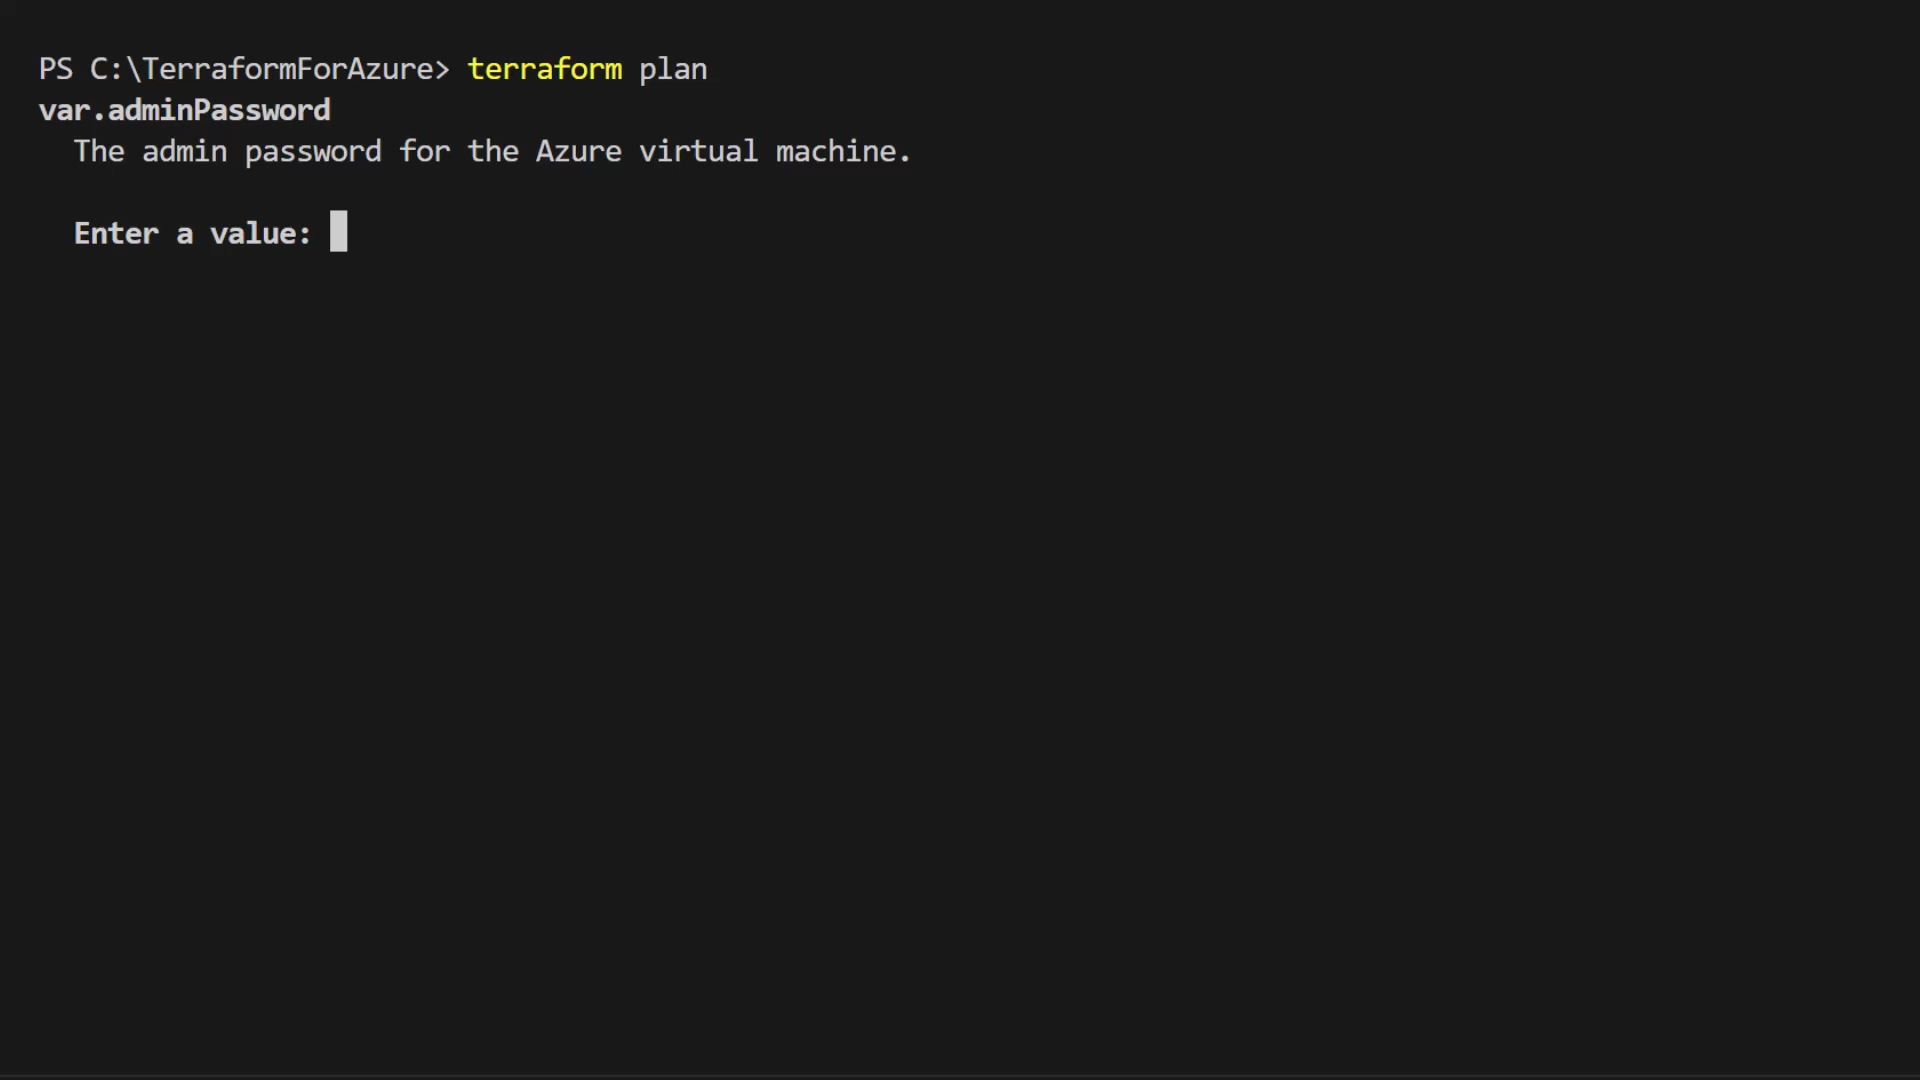 PS C:\TerraformForAzure> terraform plan
var.adminPassword
The admin password for the Azure virtual machine.
Enter a value: